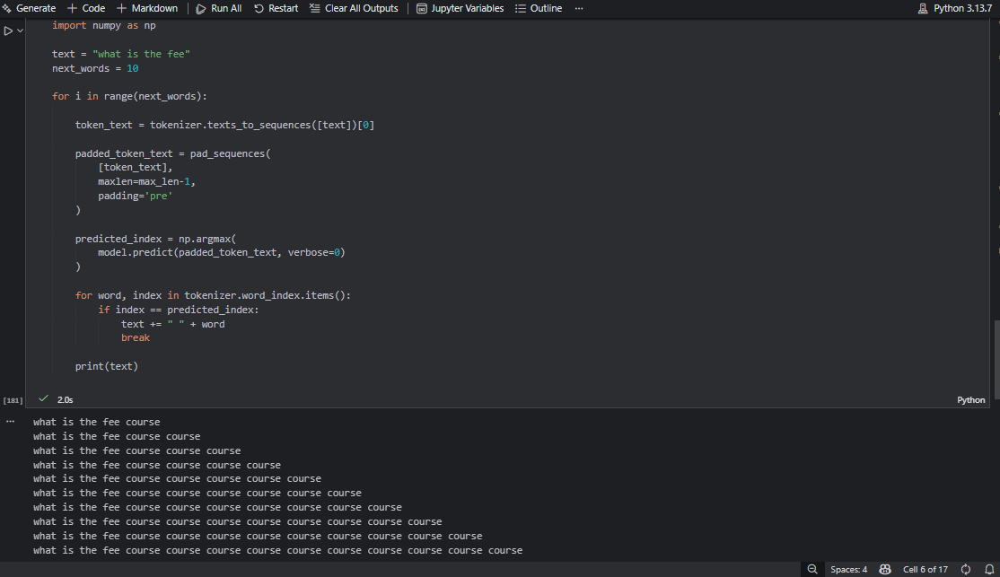 Generate + Code + Markdown | Run All Restart Clear All Outputs | Jupyter Variables Outline ... Python 3.13.7
import numpy as np
text = "what is the fee"
next_words = 10
for i in range(next_words):
token_text = tokenizer.texts_to_sequences([text])[0]
padded_token_text = pad_sequences(
[token_text],
maxlen=max_len-1,
padding='pre'
)
predicted_index = np.argmax(
model.predict(padded_token_text, verbose=0)
)
for word, index in tokenizer.word_index.items():
if index == predicted_index:
text += " " + word
break
print(text)
[181] 2.0s Python
... what is the fee course
what is the fee course course
what is the fee course course course
what is the fee course course course course
what is the fee course course course course course
what is the fee course course course course course course
what is the fee course course course course course course course
what is the fee course course course course course course course course
what is the fee course course course course course course course course course
what is the fee course course course course course course course course course course
Spaces: 4 Cell 6 of 17